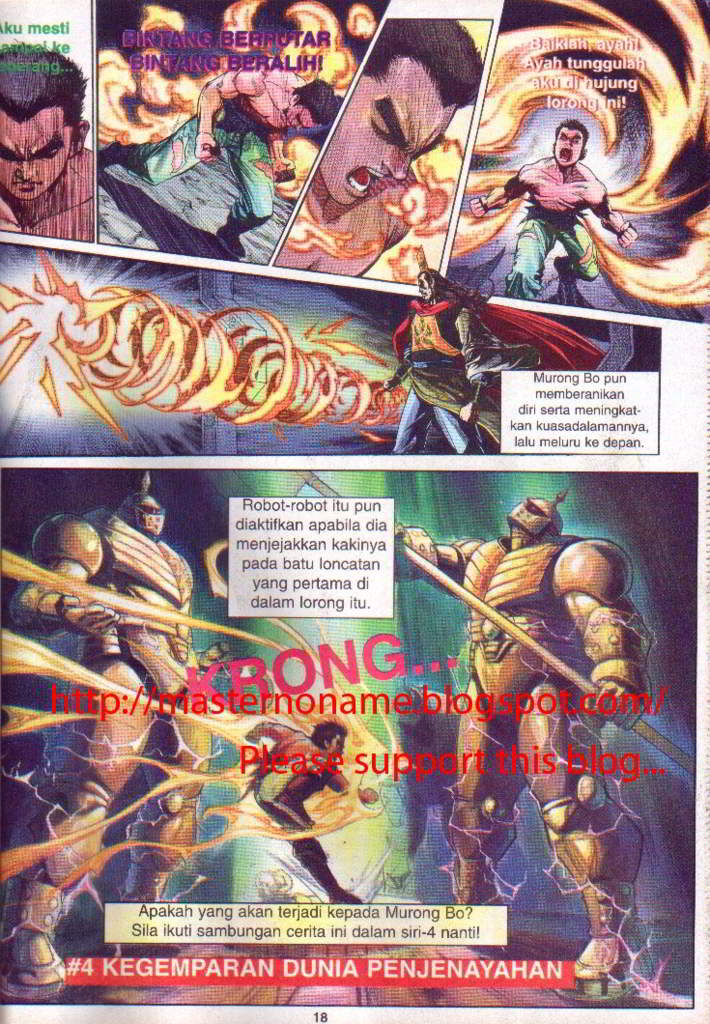 Aku mesti
ke
seberang...
BINTANG BERPUTAR
BINTANG BERALIH!
Baiklah, ayah!
Ayah tunggulah
aku di hujung
lorong ini!
Murong Bo pun
memberanikan
diri serta meningkat-
kan kuasadalamannya,
lalu meluru ke depan.
Robot-robot itu pun
diaktifkan apabila dia
menjejakkan kakinya
pada batu loncatan
yang pertama di
dalam lorong itu.
KRONG...
http://masternoname.blogspot.com/
Please support this blog...
Apakah yang akan terjadi kepada Murong Bo?
Sila ikuti sambungan cerita ini dalam siri-4 nanti!
#4 KEGEMPARAN DUNIA PENJENAYAHAN
18